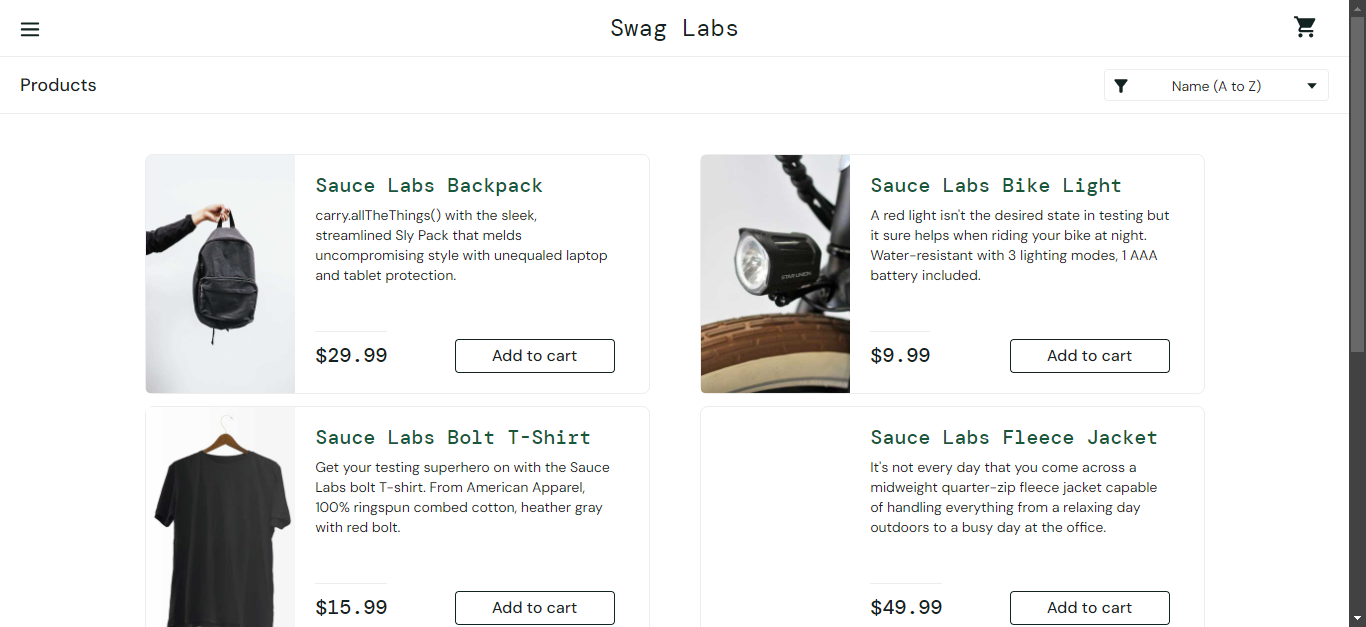 Swag Labs
Products
Name (A to Z)
Sauce Labs Backpack
carry.allTheThings() with the sleek,
streamlined Sly Pack that melds
uncompromising style with unequaled laptop
and tablet protection.
$29.99
Add to cart
Sauce Labs Bike Light
A red light isn't the desired state in testing but
it sure helps when riding your bike at night.
Water-resistant with 3 lighting modes, 1 AAA
battery included.
STAR UNION
$9.99
Add to cart
Sauce Labs Bolt T-Shirt
Get your testing superhero on with the Sauce
Labs bolt T-shirt. From American Apparel,
100% ringspun combed cotton, heather gray
with red bolt.
$15.99
Add to cart
Sauce Labs Fleece Jacket
It's not every day that you come across a
midweight quarter-zip fleece jacket capable
of handling everything from a relaxing day
outdoors to a busy day at the office.
$49.99
Add to cart